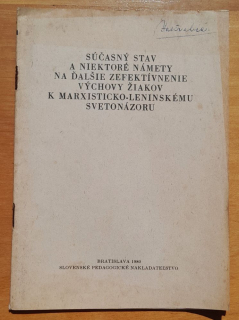 SÚČASNÝ STAV
A NIEKTORÉ NÁMETY
NA ĎALŠIE ZEFEKTÍVNENIE
VÝCHOVY ŽIAKOV
K MARXISTICKO-LENINSKÉMU
SVETONÁZORU
BRATISLAVA 1980
SLOVENSKÉ PEDAGOGICKÉ NAKLADATEĽSTVO